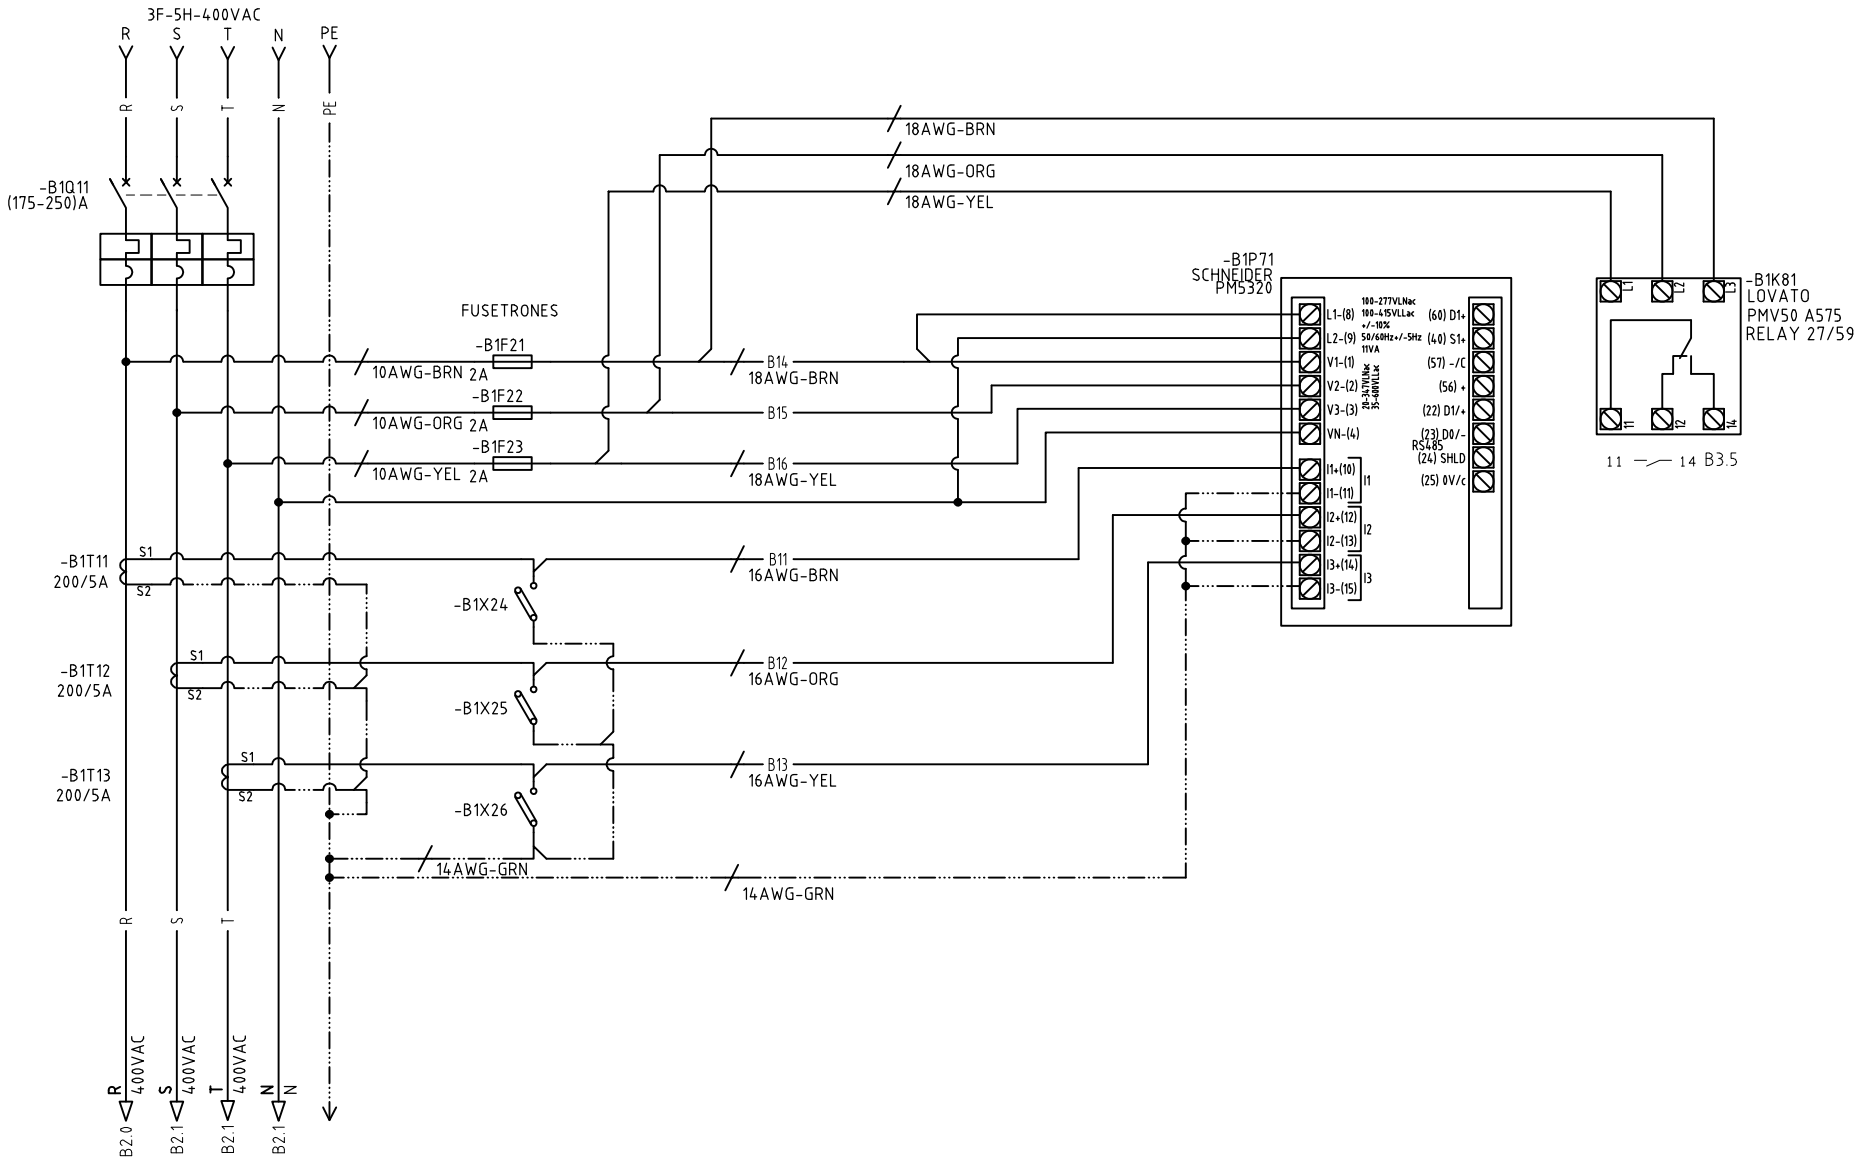 3F-5H-400VAC
R S T N PE
R S T N PE
18AWG-BRN
18AWG-ORG
18AWG-YEL
-B1Q11
(175-250)A
-B1P71
SCHNEIDER
PM5320
-B1K81
LOVATO
PMV50 A575
RELAY 27/59
L1 L2 L3
11 12 14
11 14 B3.5
FUSETRONES
-B1F21
10AWG-BRN 2A
B14
18AWG-BRN
-B1F22
10AWG-ORG 2A
B15
-B1F23
10AWG-YEL 2A
B16
18AWG-YEL
100-277VLNac
100-415VLLac
+/-10%
50/60Hz+/-5Hz
11VA
20-347VLNac
35-600VLLac
L1-(8)
L2-(9)
V1-(1)
V2-(2)
V3-(3)
VN-(4)
I1+(10)
I1-(11)
I1
I2+(12)
I2-(13)
I2
I3+(14)
I3-(15)
I3
(60) D1+
(40) S1+
(57) -/C
(56) +
(22) D1/+
(23) D0/-
RS485
(24) SHLD
(25) 0V/c
-B1T11
200/5A
S1
S2
B11
16AWG-BRN
-B1X24
-B1T12
200/5A
S1
S2
B12
16AWG-ORG
-B1X25
-B1T13
200/5A
S1
S2
B13
16AWG-YEL
-B1X26
14AWG-GRN
14AWG-GRN
R S T
R
400VAC
S
400VAC
T
400VAC
N
N
B2.0
B2.1
B2.1
B2.1